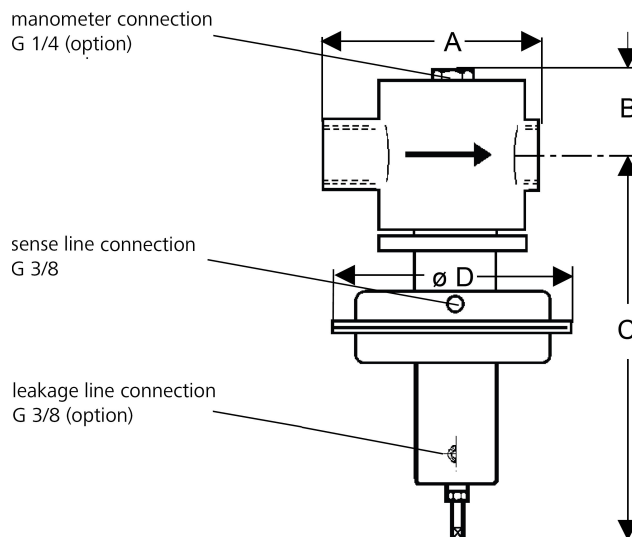 manometer connection
G 1/4 (option)
A
B
sense line connection
G 3/8
ø D
C
leakage line connection
G 3/8 (option)